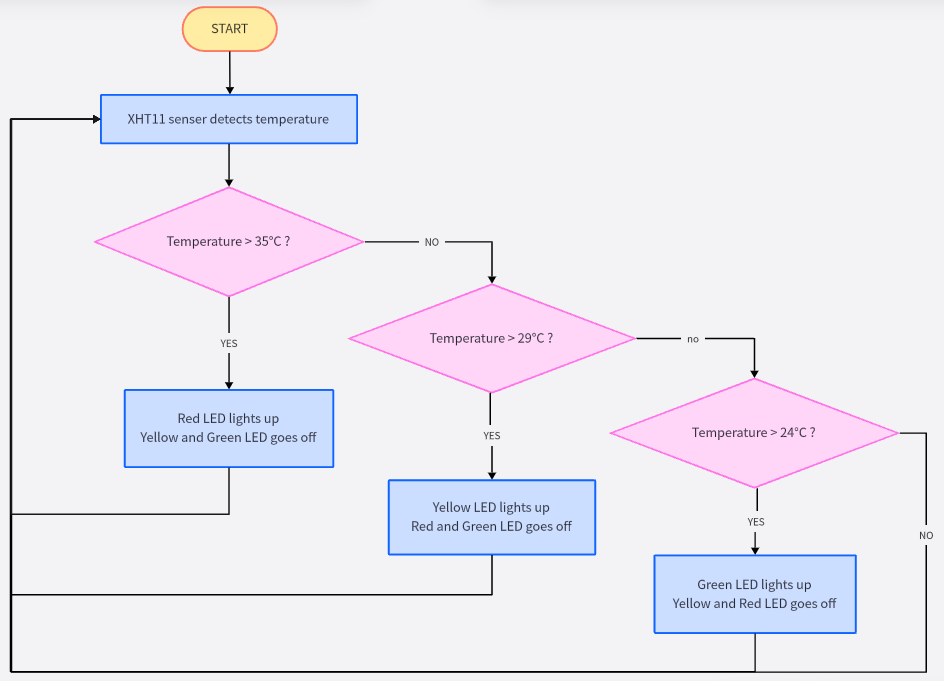 START
XHT11 senser detects temperature
Temperature > 35℃ ?
NO
YES
Temperature > 29℃ ?
no
Red LED lights up
Yellow and Green LED goes off
YES
Temperature > 24℃ ?
Yellow LED lights up
Red and Green LED goes off
YES
NO
Green LED lights up
Yellow and Red LED goes off